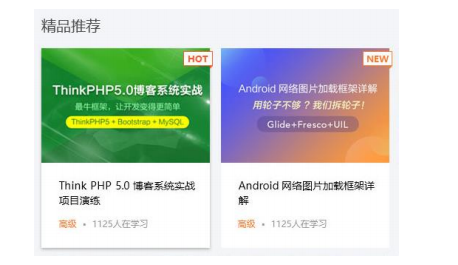 精品推荐
HOT
ThinkPHP5.0博客系统实战
最牛框架，让开发变得更简单
ThinkPHP5 + Bootstrap + MySQL
Think PHP 5.0 博客系统实战
项目演练
高级 • 1125人在学习
NEW
Android 网络图片加载框架详解
用轮子不够？我们拆轮子！
Glide+Fresco+UIL
Android 网络图片加载框架详
解
高级 • 1125人在学习